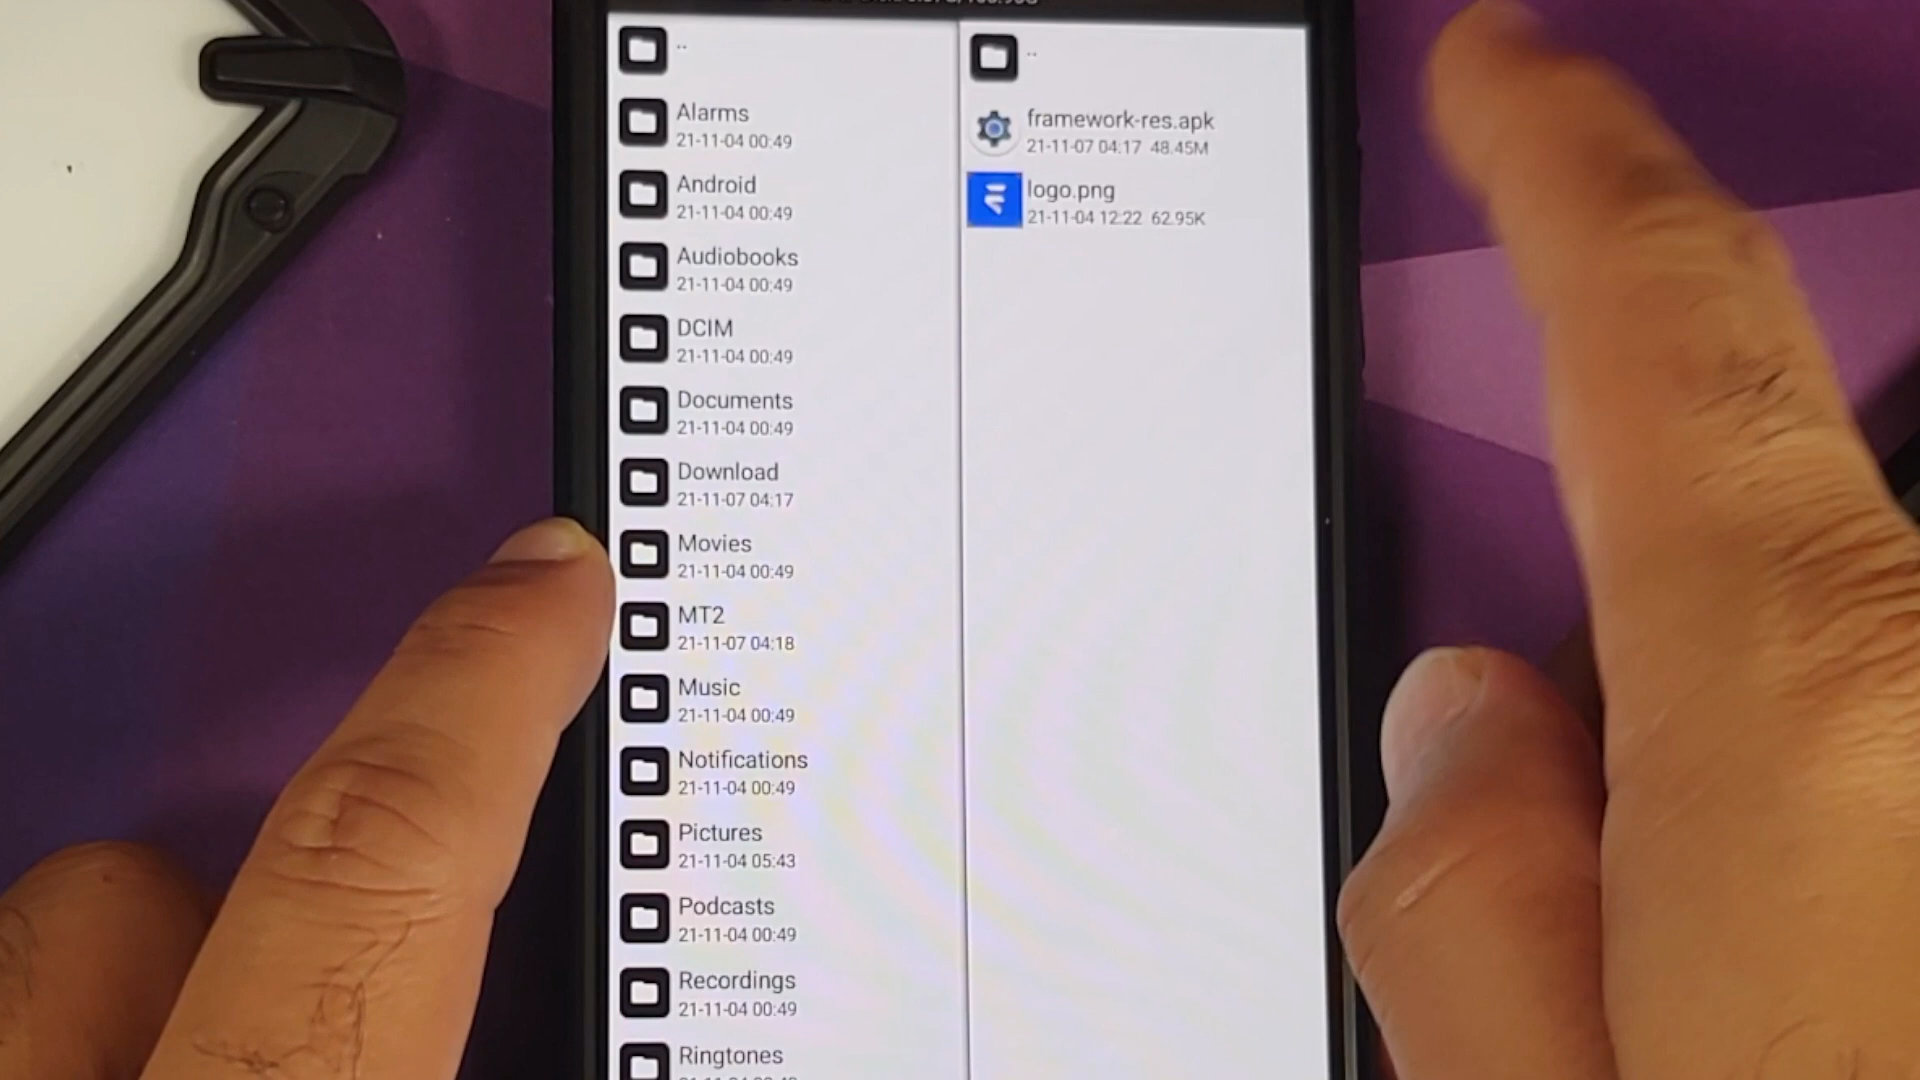 ..
Alarms
21-11-04 00:49
Android
21-11-04 00:49
Audiobooks
21-11-04 00:49
DCIM
21-11-04 00:49
Documents
21-11-04 00:49
Download
21-11-07 04:17
Movies
21-11-04 00:49
MT2
21-11-07 04:18
Music
21-11-04 00:49
Notifications
21-11-04 00:49
Pictures
21-11-04 05:43
Podcasts
21-11-04 00:49
Recordings
21-11-04 00:49
Ringtones
..
framework-res.apk
21-11-07 04:17 48.45M
logo.png
21-11-04 12:22 62.95K